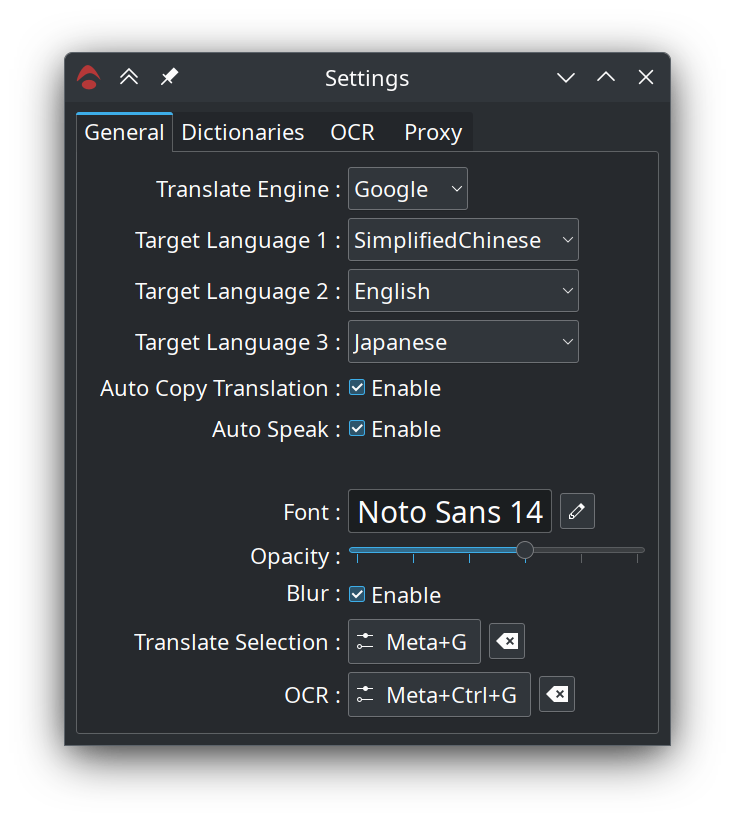 Settings
General Dictionaries OCR Proxy
Translate Engine : Google
Target Language 1 : SimplifiedChinese
Target Language 2 : English
Target Language 3 : Japanese
Auto Copy Translation : Enable
Auto Speak : Enable
Font : Noto Sans 14
Opacity :
Blur : Enable
Translate Selection : Meta+G
OCR : Meta+Ctrl+G